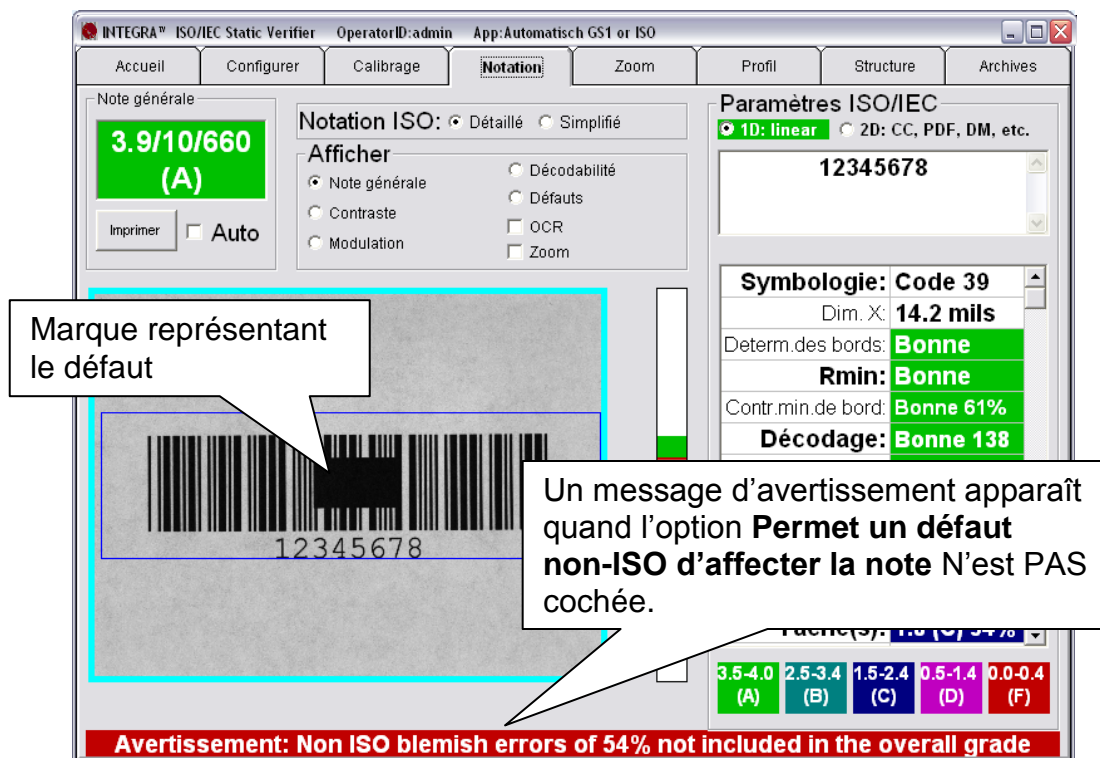 INTEGRA™ ISO/IEC Static Verifier OperatorID:admin App:Automatisch GS1 or ISO
Accueil Configurer Calibrage Notation Zoom Profil Structure Archives
Note générale
3.9/10/660
(A)
Imprimer Auto
Notation ISO: Détaillé Simplifié
Afficher
Note générale
Contraste
Modulation
Décodabilité
Défauts
OCR
Zoom
Paramètres ISO/IEC
1D: linear 2D: CC, PDF, DM, etc.
12345678
Symbologie: Code 39
Dim. X: 14.2 mils
Determ.des bords: Bonne
Rmin: Bonne
Contr.min.de bord: Bonne 61%
Décodage: Bonne 138
Marque représentant
le défaut
12345678
Un message d’avertissement apparaît
quand l’option Permet un défaut
non-ISO d’affecter la note N’est PAS
cochée.
3.5-4.0 2.5-3.4 1.5-2.4 0.5-1.4 0.0-0.4
(A) (B) (C) (D) (F)
Avertissement: Non ISO blemish errors of 54% not included in the overall grade